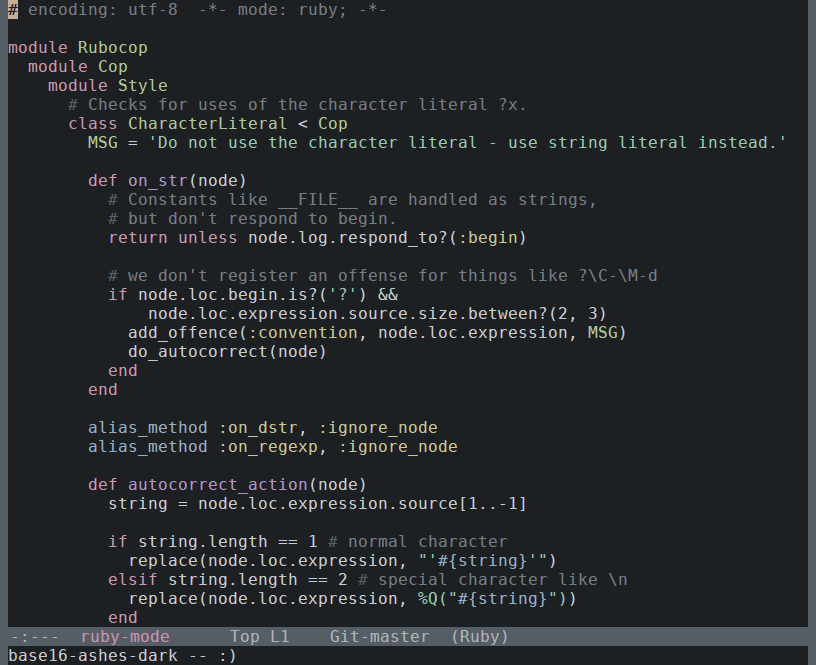 # encoding: utf-8  -*- mode: ruby; -*-

module Rubocop
  module Cop
    module Style
      # Checks for uses of the character literal ?x.
      class CharacterLiteral < Cop
        MSG = 'Do not use the character literal - use string literal instead.'

        def on_str(node)
          # Constants like __FILE__ are handled as strings,
          # but don't respond to begin.
          return unless node.log.respond_to?(:begin)

          # we don't register an offense for things like ?\C-\M-d
          if node.loc.begin.is?('?') &&
              node.loc.expression.source.size.between?(2, 3)
            add_offence(:convention, node.loc.expression, MSG)
            do_autocorrect(node)
          end
        end

        alias_method :on_dstr, :ignore_node
        alias_method :on_regexp, :ignore_node

        def autocorrect_action(node)
          string = node.loc.expression.source[1..-1]

          if string.length == 1 # normal character
            replace(node.loc.expression, "'#{string}'")
          elsif string.length == 2 # special character like \n
            replace(node.loc.expression, %Q("#{string}"))
          end
-:---  ruby-mode      Top L1    Git-master  (Ruby)
base16-ashes-dark -- :)